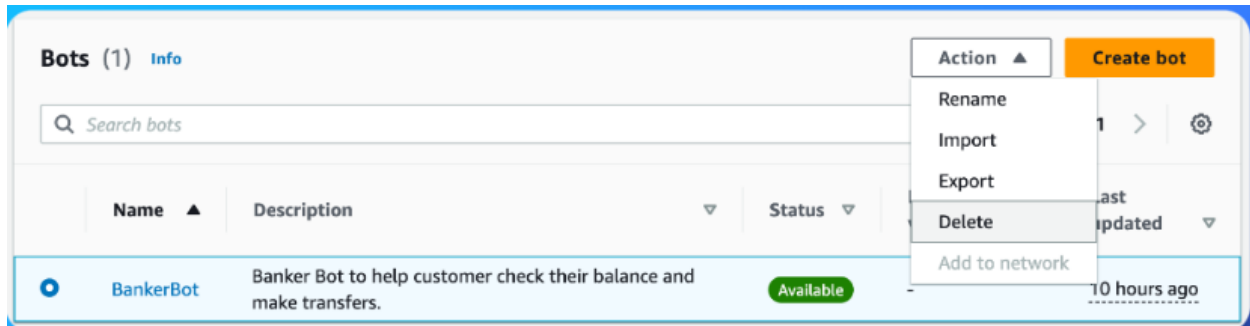 Bots (1) Info
Action Create bot
Search bots
Rename
Import
Export
Delete
Add to network
1
Name Description Status
updated
BankerBot
Banker Bot to help customer check their balance and
make transfers.
Available
-
10 hours ago